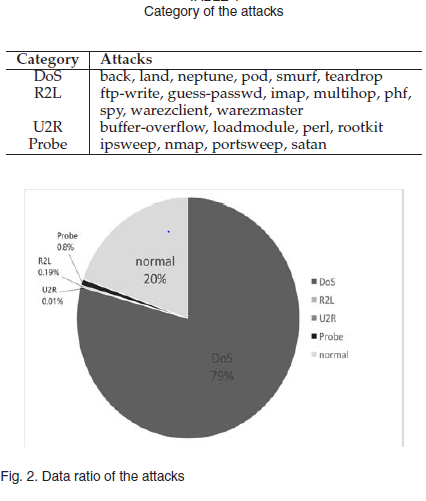 Category of the attacks
Category Attacks
DoS back, land, neptune, pod, smurf, teardrop
R2L ftp-write, guess-passwd, imap, multihop, phf,
spy, warezclient, warezmaster
U2R buffer-overflow, loadmodule, perl, rootkit
Probe ipsweep, nmap, portsweep, satan
Probe
0.8%
R2L
0.19%
U2R
0.01%
normal
20%
DoS
79%
DoS
R2L
U2R
Probe
normal
Fig. 2. Data ratio of the attacks